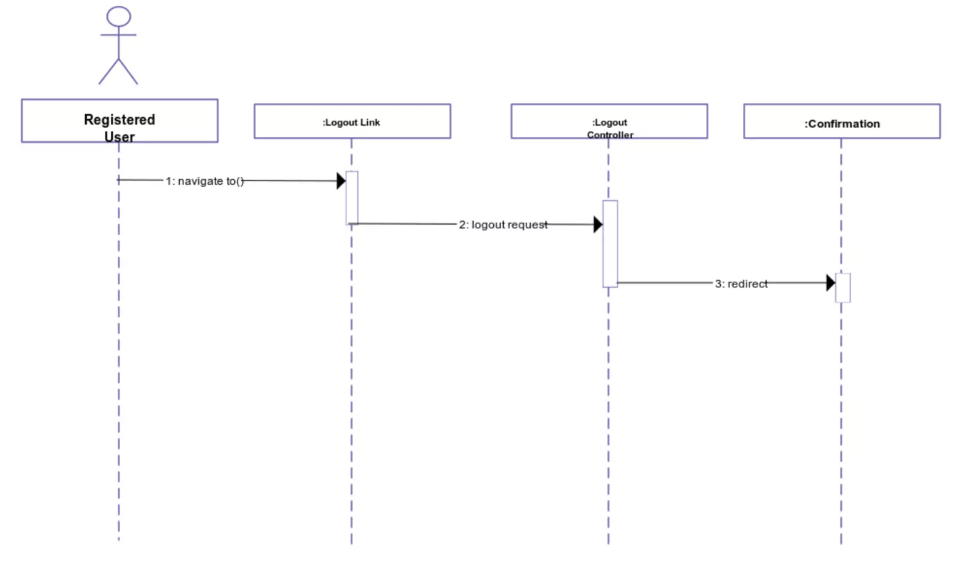 Registered
User
:Logout Link
:Logout
Controller
:Confirmation
1: navigate to()
2: logout request
3: redirect